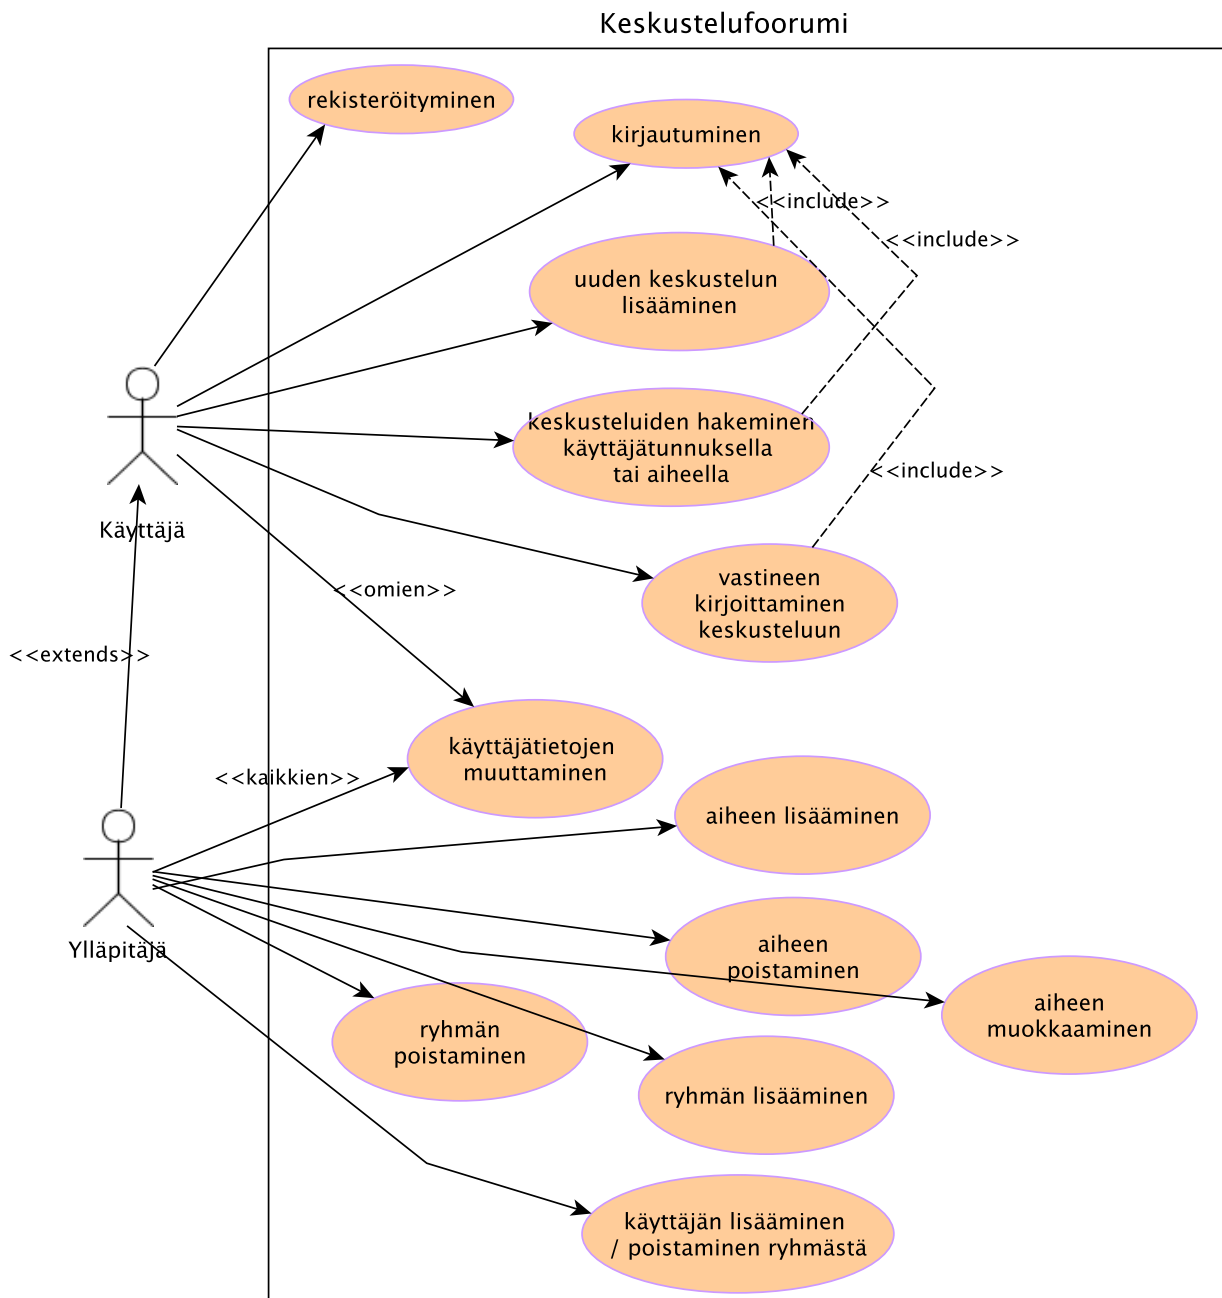 Keskustelufoorumi
rekisteröityminen
kirjautuminen
<<include>>
<<include>>
uuden keskustelun
lisääminen
keskusteluiden hakeminen
käyttäjätunnuksella
tai aiheella
<<include>>
Käyttäjä
vastineen
kirjoittaminen
keskusteluun
<<omien>>
<<extends>>
käyttäjätietojen
muuttaminen
<<kaikkien>>
aiheen lisääminen
Ylläpitäjä
aiheen
poistaminen
aiheen
muokkaaminen
ryhmän
poistaminen
ryhmän lisääminen
käyttäjän lisääminen
/ poistaminen ryhmästä